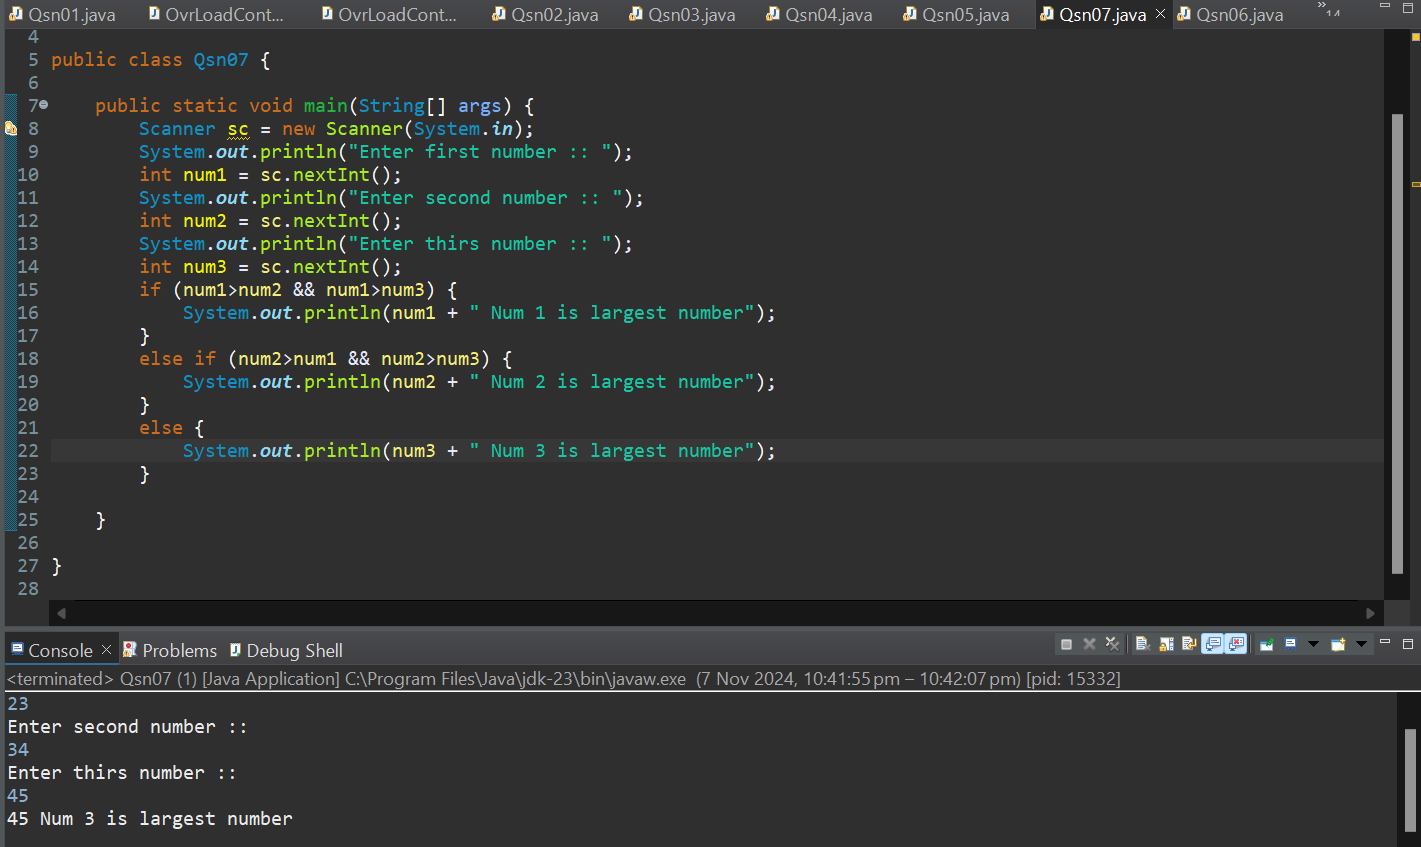 Qsn01.java OvrLoadCont... OvrLoadCont... Qsn02.java Qsn03.java Qsn04.java Qsn05.java Qsn07.java Qsn06.java »14
4
5 public class Qsn07 {
6
7 public static void main(String[] args) {
8 Scanner sc = new Scanner(System.in);
9 System.out.println("Enter first number :: ");
10 int num1 = sc.nextInt();
11 System.out.println("Enter second number :: ");
12 int num2 = sc.nextInt();
13 System.out.println("Enter thirs number :: ");
14 int num3 = sc.nextInt();
15 if (num1>num2 && num1>num3) {
16 System.out.println(num1 + " Num 1 is largest number");
17 }
18 else if (num2>num1 && num2>num3) {
19 System.out.println(num2 + " Num 2 is largest number");
20 }
21 else {
22 System.out.println(num3 + " Num 3 is largest number");
23 }
24
25 }
26
27 }
28
Console Problems Debug Shell
<terminated> Qsn07 (1) [Java Application] C:\Program Files\Java\jdk-23\bin\javaw.exe (7 Nov 2024, 10:41:55 pm – 10:42:07 pm) [pid: 15332]
23
Enter second number ::
34
Enter thirs number ::
45
45 Num 3 is largest number